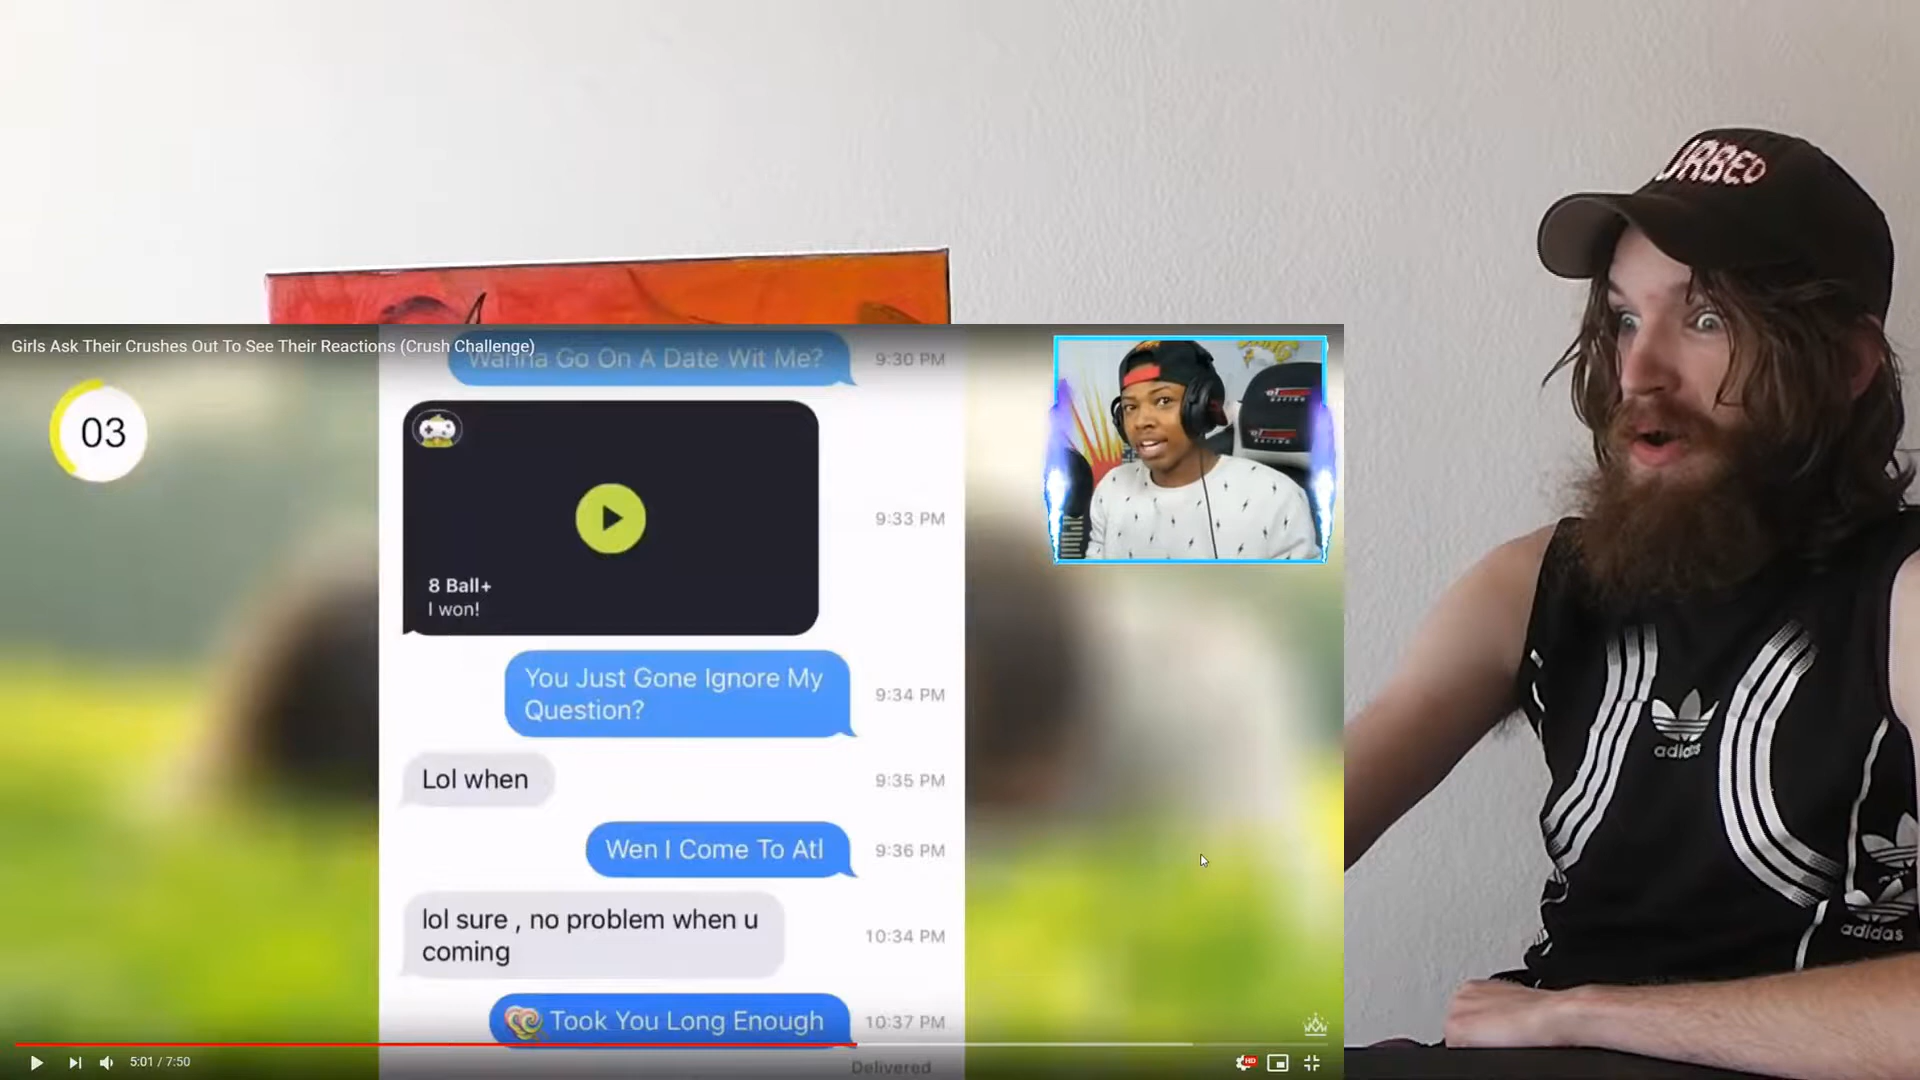 Girls Ask Their Crushes Out To See Their Reactions (Crush Challenge)
Wanna Go On A Date Wit Me?
9:30 PM
03
8 Ball+
I won!
9:33 PM
You Just Gone Ignore My
Question?
9:34 PM
Lol when
9:35 PM
Wen I Come To Atl
9:36 PM
lol sure , no problem when u
coming
10:34 PM
Took You Long Enough
10:37 PM
Delivered
5:01 / 7:50
HD
adidas
adidas